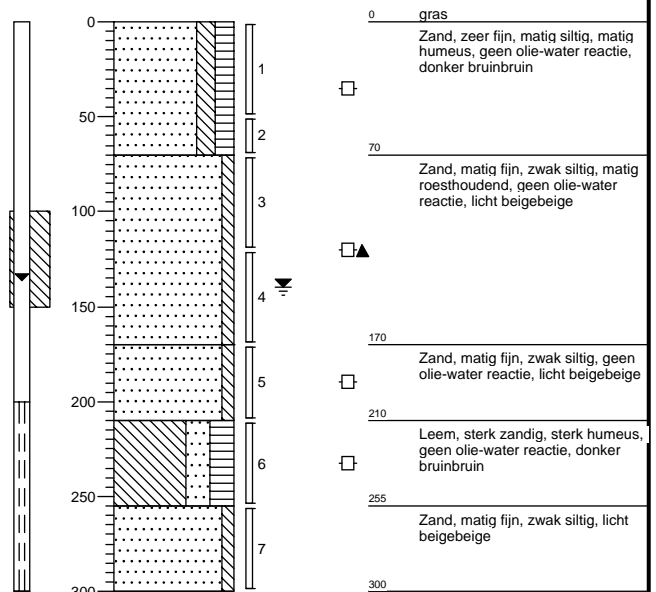 0
50
100
150
200
250
300
1
2
3
4
5
6
7
0
gras
Zand, zeer fijn, matig siltig, matig
humeus, geen olie-water reactie,
donker bruinbruin
70
Zand, matig fijn, zwak siltig, matig
roesthoudend, geen olie-water
reactie, licht beigebeige
170
Zand, matig fijn, zwak siltig, geen
olie-water reactie, licht beigebeige
210
Leem, sterk zandig, sterk humeus,
geen olie-water reactie, donker
bruinbruin
255
Zand, matig fijn, zwak siltig, licht
beigebeige
300